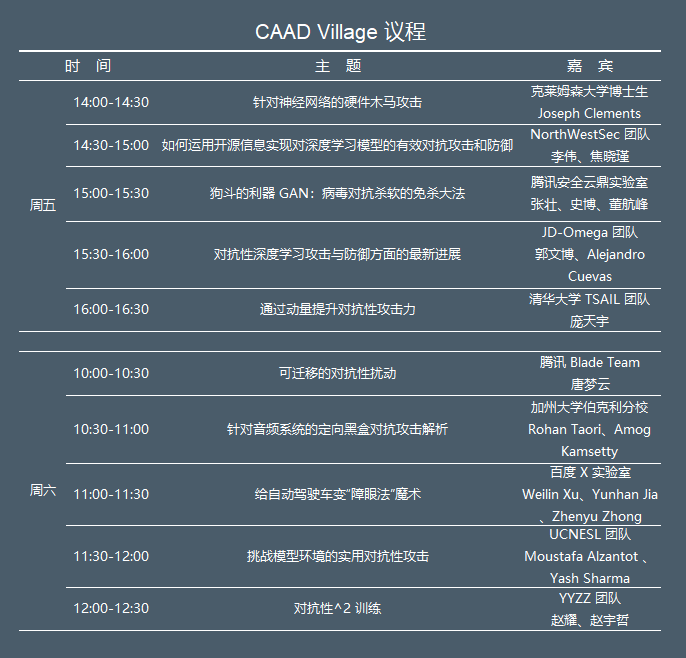 CAAD Village 议程
时 间 主 题 嘉 宾
周五
14:00-14:30 针对神经网络的硬件木马攻击 克莱姆森大学博士生
Joseph Clements
14:30-15:00 如何运用开源信息实现对深度学习模型的有效对抗攻击和防御 NorthWestSec 团队
李伟、焦晓瑾
15:00-15:30 狗斗的利器 GAN：病毒对抗杀软的免杀大法 腾讯安全云鼎实验室
张壮、史博、董航峰
15:30-16:00 对抗性深度学习攻击与防御方面的最新进展 JD-Omega 团队
郭文博、Alejandro
Cuevas
16:00-16:30 通过动量提升对抗性攻击力 清华大学 TSAIL 团队
庞天宇
周六
10:00-10:30 可迁移的对抗性扰动 腾讯 Blade Team
唐梦云
10:30-11:00 针对音频系统的定向黑盒对抗攻击解析 加州大学伯克利分校
Rohan Taori、Amog
Kamsetty
11:00-11:30 给自动驾驶车变“障眼法”魔术 百度 X 实验室
Weilin Xu、Yunhan Jia
、Zhenyu Zhong
11:30-12:00 挑战模型环境的实用对抗性攻击 UCNESL 团队
Moustafa Alzantot 、
Yash Sharma
12:00-12:30 对抗性^2 训练 YYZZ 团队
赵耀、赵宇哲